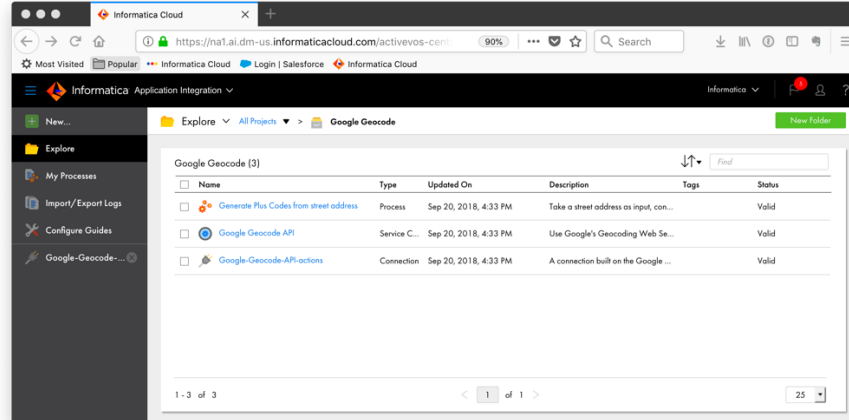 Informatica Cloud
https://na1.ai.dm-us.informaticacloud.com/activevos-cent
90%
Search
Most Visited Popular Informatica Cloud Login | Salesforce Informatica Cloud
Informatica Application Integration
Informatica
?
New...
Explore All Projects > Google Geocode
New Folder
Explore
My Processes
Import/Export Logs
Configure Guides
Google-Geocode-...
Google Geocode (3)
Find
Name Type Updated On Description Tags Status
Generate Plus Codes from street address Process Sep 20, 2018, 4:33 PM Take a street address as input, con... Valid
Google Geocode API Service C... Sep 20, 2018, 4:33 PM Use Google's Geocoding Web Se... Valid
Google-Geocode-API-actions Connection Sep 20, 2018, 4:33 PM A connection built on the Google ... Valid
1-3 of 3
< 1 of 1 >
25